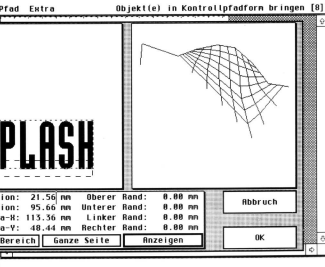 Pfad Extra Objekt(e) in Kontrollpfadform bringen [8]
PLASH
ion: 21.56 mm Oberer Rand: 0.00 mm
ion: 95.66 mm Unterer Rand: 0.00 mm
a-X: 113.36 mm Linker Rand: 0.00 mm
a-Y: 48.44 mm Rechter Rand: 0.00 mm
Bereich Ganze Seite Anzeigen
Abbruch
OK